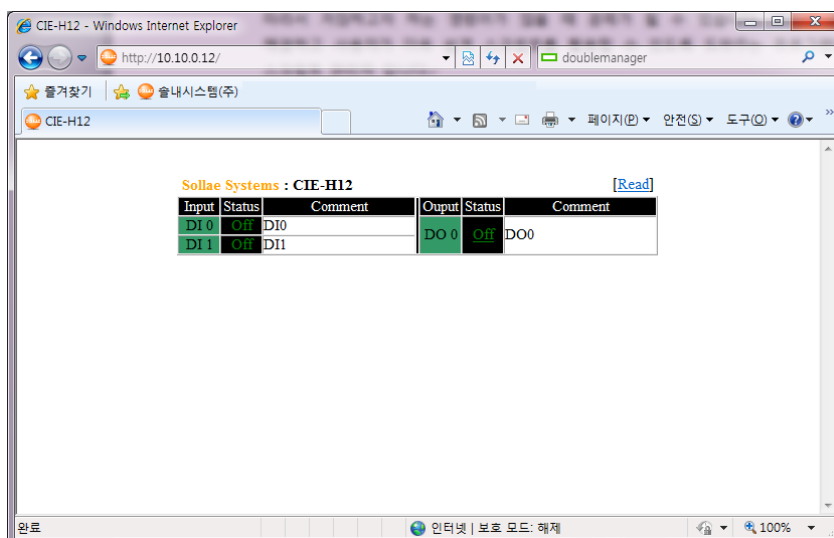 CIE-H12 - Windows Internet Explorer
http://10.10.0.12/
doublemanager
즐겨찾기
솔내시스템(주)
CIE-H12
페이지(P)
안전(S)
도구(O)
»
Sollae Systems : CIE-H12 [Read]
Input Status Comment Ouput Status Comment
DI 0 Off DI0
DO 0 Off DO0
DI 1 Off DI1
완료
인터넷 | 보호 모드: 해제
100%